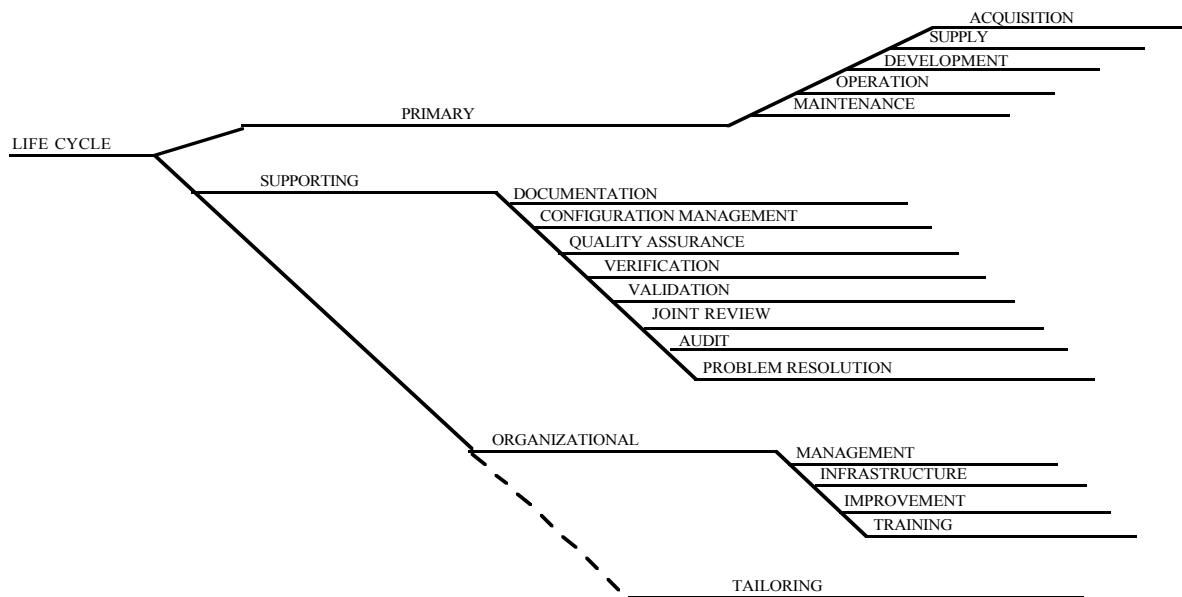 ACQUISITION
SUPPLY
DEVELOPMENT
OPERATION
MAINTENANCE
PRIMARY
LIFE CYCLE
SUPPORTING
DOCUMENTATION
CONFIGURATION MANAGEMENT
QUALITY ASSURANCE
VERIFICATION
VALIDATION
JOINT REVIEW
AUDIT
PROBLEM RESOLUTION
ORGANIZATIONAL
MANAGEMENT
INFRASTRUCTURE
IMPROVEMENT
TRAINING
TAILORING